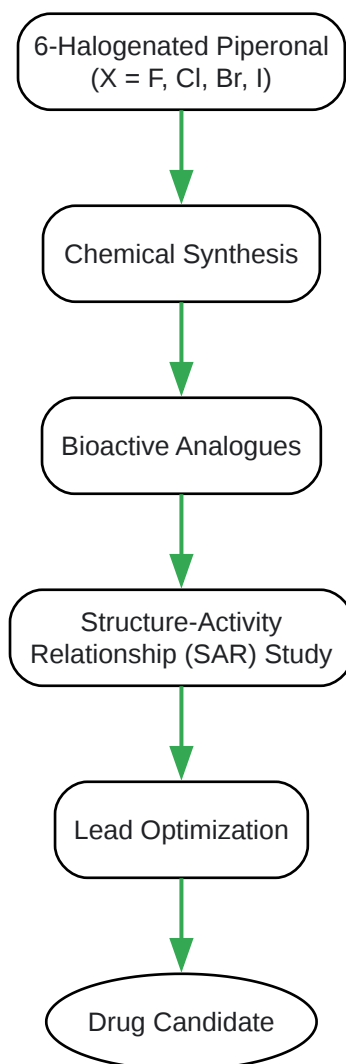 6-Halogenated Piperonal
(X = F, Cl, Br, I)
Chemical Synthesis
Bioactive Analogues
Structure-Activity
Relationship (SAR) Study
Lead Optimization
Drug Candidate